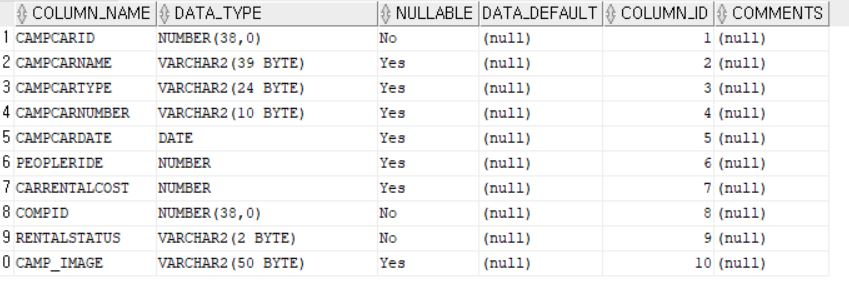 COLUMN_NAME DATA_TYPE NULLABLE DATA_DEFAULT COLUMN_ID COMMENTS
1 CAMPCARID NUMBER(38,0) No (null) 1 (null)
2 CAMPCARNAME VARCHAR2(39 BYTE) Yes (null) 2 (null)
3 CAMPCARTYPE VARCHAR2(24 BYTE) Yes (null) 3 (null)
4 CAMPCARNUMBER VARCHAR2(10 BYTE) Yes (null) 4 (null)
5 CAMPCARDATE DATE Yes (null) 5 (null)
6 PEOPLERIDE NUMBER Yes (null) 6 (null)
7 CARRENTALCOST NUMBER Yes (null) 7 (null)
8 COMPID NUMBER(38,0) No (null) 8 (null)
9 RENTALSTATUS VARCHAR2(2 BYTE) No (null) 9 (null)
0 CAMP_IMAGE VARCHAR2(50 BYTE) Yes (null) 10 (null)